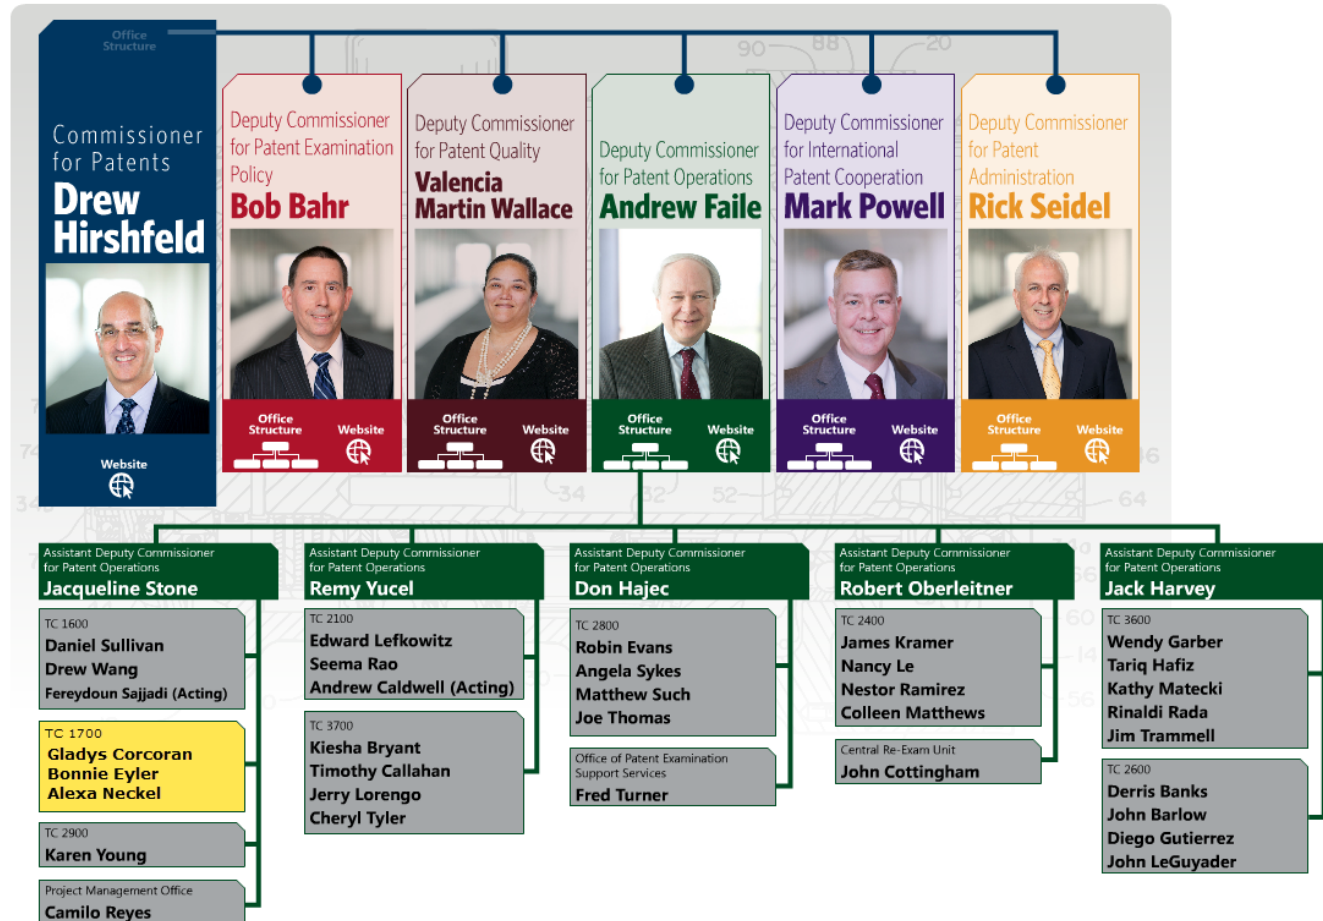 Office
Structure
Commissioner
for Patents
Drew
Hirshfeld
Website
Deputy Commissioner
for Patent Examination
Policy
Bob Bahr
Office
Structure
Website
Deputy Commissioner
for Patent Quality
Valencia
Martin Wallace
Office
Structure
Website
Deputy Commissioner
for Patent Operations
Andrew Faile
Office
Structure
Website
Deputy Commissioner
for International
Patent Cooperation
Mark Powell
Office
Structure
Website
Deputy Commissioner
for Patent
Administration
Rick Seidel
Office
Structure
Website
90
88
20
34
32
52
64
60
14
56
Assistant Deputy Commissioner
for Patent Operations
Jacqueline Stone
TC 1600
Daniel Sullivan
Drew Wang
Fereydoun Sajjadi (Acting)
TC 1700
Gladys Corcoran
Bonnie Eyler
Alexa Neckel
TC 2900
Karen Young
Project Management Office
Camilo Reyes
Assistant Deputy Commissioner
for Patent Operations
Remy Yucel
TC 2100
Edward Lefkowitz
Seema Rao
Andrew Caldwell (Acting)
TC 3700
Kiesha Bryant
Timothy Callahan
Jerry Lorengo
Cheryl Tyler
Assistant Deputy Commissioner
for Patent Operations
Don Hajec
TC 2800
Robin Evans
Angela Sykes
Matthew Such
Joe Thomas
Office of Patent Examination
Support Services
Fred Turner
Assistant Deputy Commissioner
for Patent Operations
Robert Oberleitner
TC 2400
James Kramer
Nancy Le
Nestor Ramirez
Colleen Matthews
Central Re-Exam Unit
John Cottingham
Assistant Deputy Commissioner
for Patent Operations
Jack Harvey
TC 3600
Wendy Garber
Tariq Hafiz
Kathy Matecki
Rinaldi Rada
Jim Trammell
TC 2600
Derris Banks
John Barlow
Diego Gutierrez
John LeGuyader